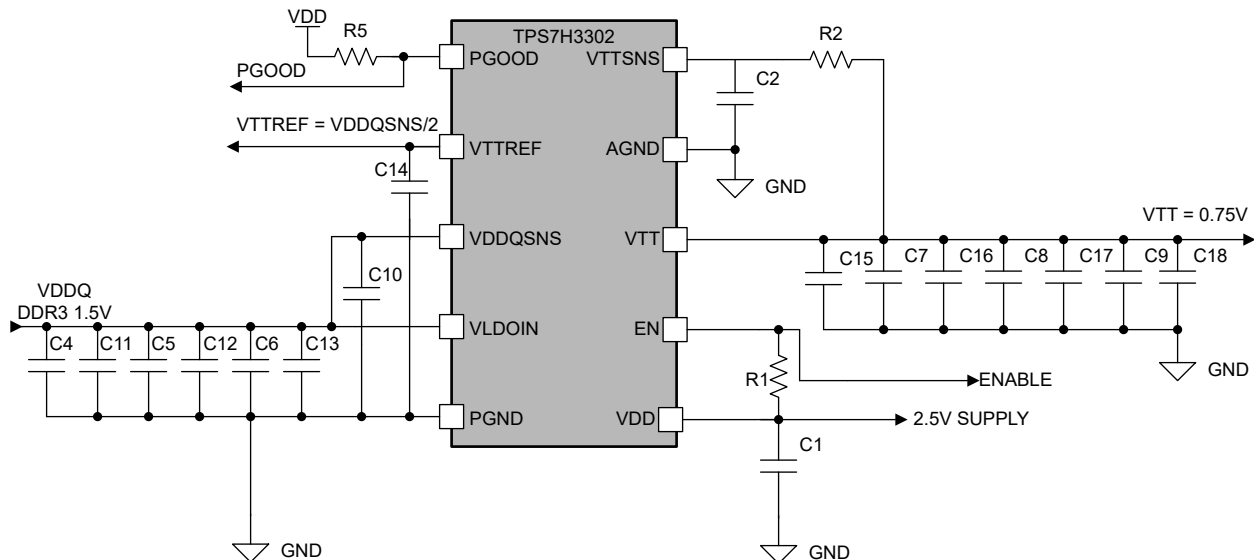 VDD
R5
TPS7H3302
R2
PGOOD
VTTSNS
PGOOD
C2
VTTREF = VDDQSNS/2
VTTREF
AGND
C14
GND
VDDQSNS
VTT
VTT = 0.75V
C10
C15
C7
C16
C8
C17
C9
C18
VDDQ
DDR3 1.5V
VLDOIN
EN
C4
C11
C5
C12
C6
C13
R1
ENABLE
GND
PGND
VDD
2.5V SUPPLY
C1
GND
GND